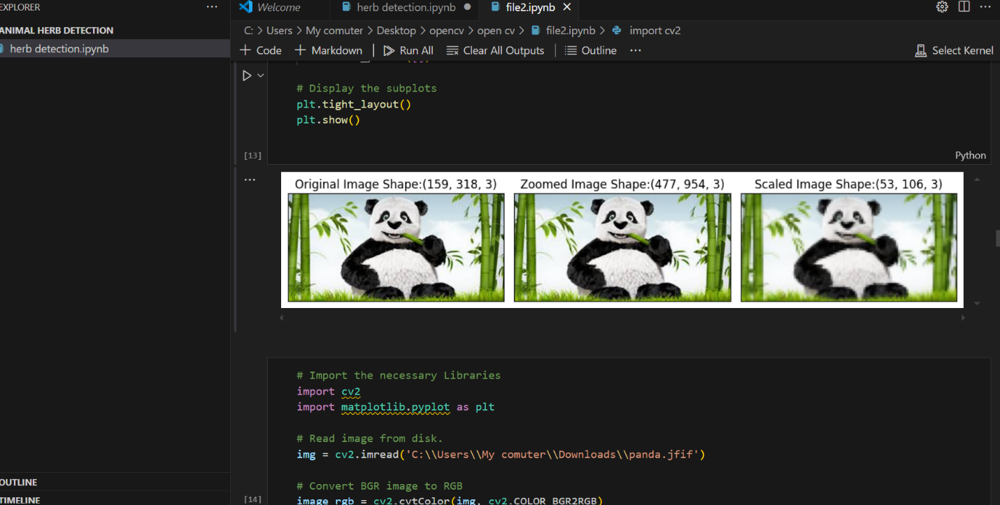 EXPLORER
ANIMAL HERB DETECTION
herb detection.ipynb
OUTLINE
TIMELINE
Welcome herb detection.ipynb file2.ipynb
C: > Users > My comuter > Desktop > opencv > open cv > file2.ipynb > import cv2
+ Code + Markdown | Run All Clear All Outputs | Outline ...
Select Kernel
# Display the subplots
plt.tight_layout()
plt.show()
[13]
Python
Original Image Shape:(159, 318, 3) Zoomed Image Shape:(477, 954, 3) Scaled Image Shape:(53, 106, 3)
# Import the necessary Libraries
import cv2
import matplotlib.pyplot as plt
# Read image from disk.
img = cv2.imread('C:\\Users\\My comuter\\Downloads\\panda.jfif')
# Convert BGR image to RGB
[14]
image_rgb = cv2.cvtColor(img, cv2.COLOR_BGR2RGB)